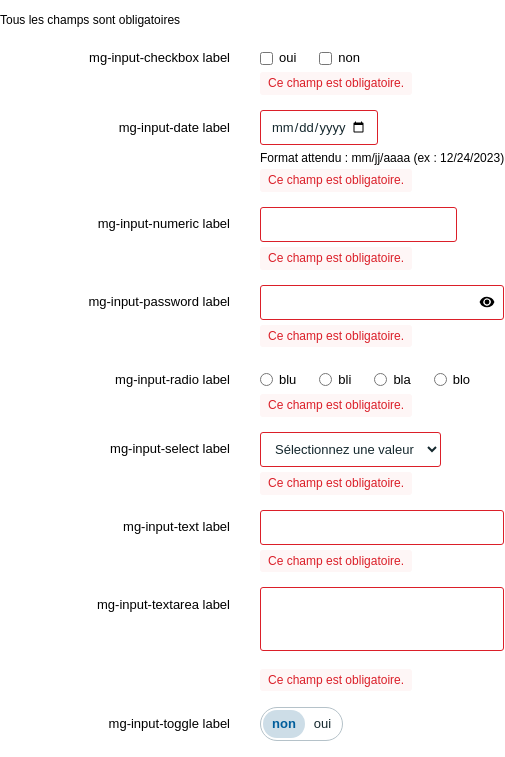 Tous les champs sont obligatoires
mg-input-checkbox label oui non
Ce champ est obligatoire.
mg-input-date label mm/dd/yyyy
Format attendu : mm/jj/aaaa (ex : 12/24/2023)
Ce champ est obligatoire.
mg-input-numeric label
Ce champ est obligatoire.
mg-input-password label
Ce champ est obligatoire.
mg-input-radio label blu bli bla blo
Ce champ est obligatoire.
mg-input-select label Sélectionnez une valeur
Ce champ est obligatoire.
mg-input-text label
Ce champ est obligatoire.
mg-input-textarea label
Ce champ est obligatoire.
mg-input-toggle label non oui